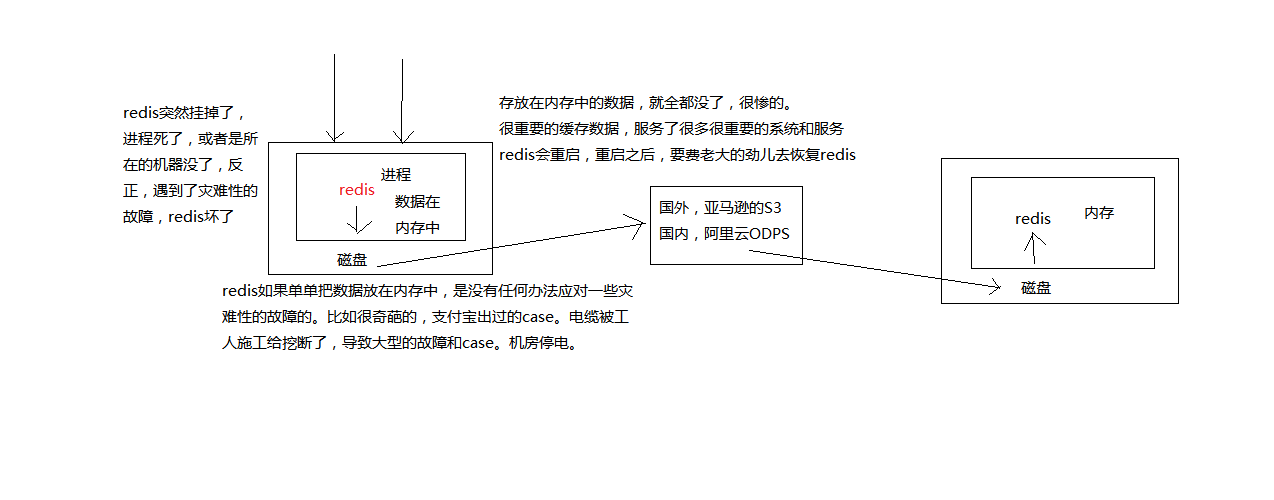 redis突然挂掉了，
进程死了，或者是所
在的机器没了，反
正，遇到了灾难性的
故障，redis坏了
存放在内存中的数据，就全都没了，很惨的。
很重要的缓存数据，服务了很多很重要的系统和服务
redis会重启，重启之后，要费老大的劲儿去恢复redis
进程
redis
数据在
内存中
磁盘
国外，亚马逊的S3
国内，阿里云ODPS
内存
redis
磁盘
redis如果单单把数据放在内存中，是没有任何办法应对一些灾
难性的故障的。比如很奇葩的，支付宝出过的case。电缆被工
人施工给挖断了，导致大型的故障和case。机房停电。